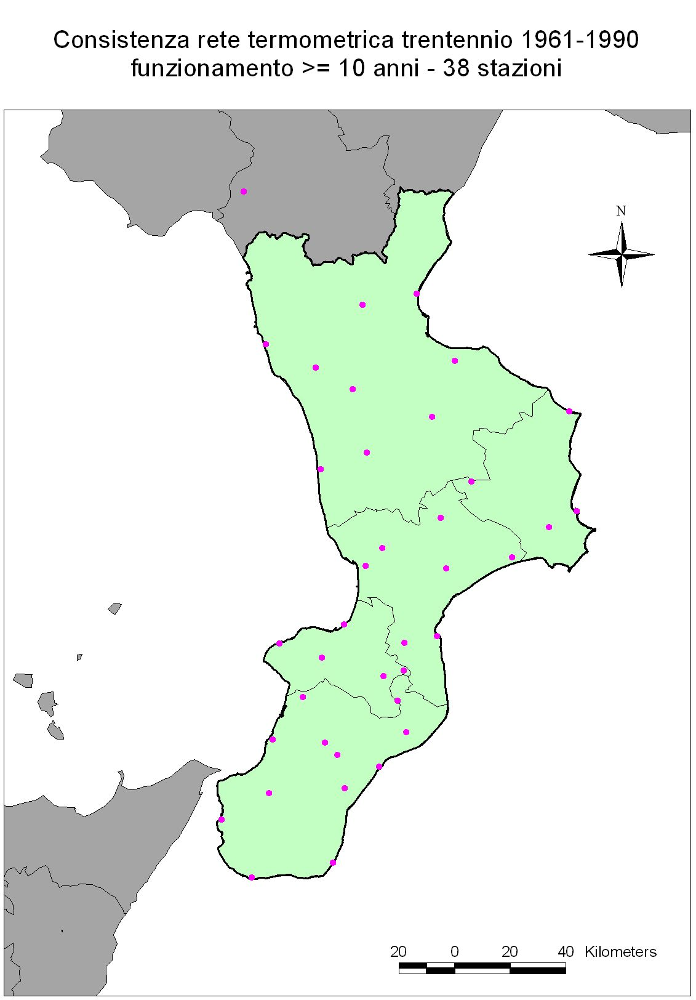 Consistenza rete termometrica trentennio 1961-1990
funzionamento >= 10 anni - 38 stazioni
N
20 0 20 40 Kilometers